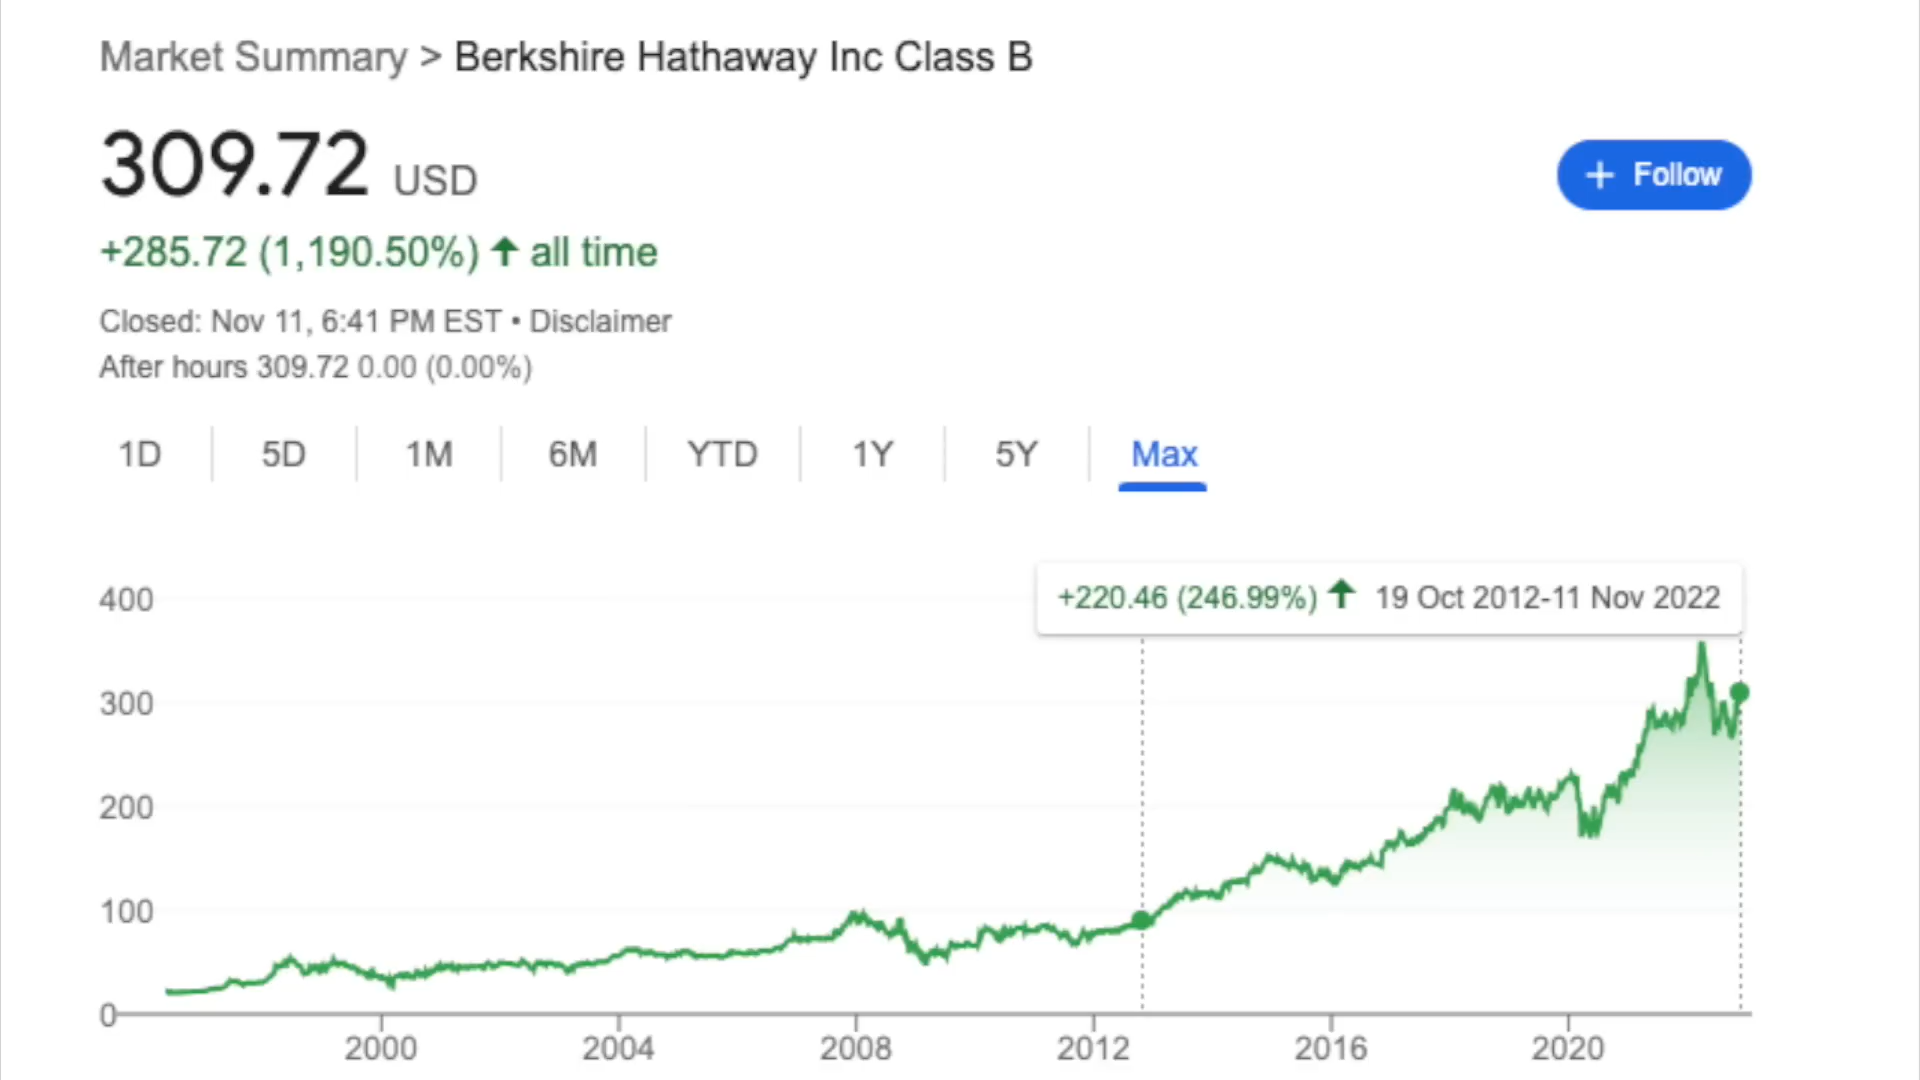 Market Summary > Berkshire Hathaway Inc Class B
309.72 USD
+ Follow
+285.72 (1,190.50%) ↑ all time
Closed: Nov 11, 6:41 PM EST • Disclaimer
After hours 309.72 0.00 (0.00%)
1D 5D 1M 6M YTD 1Y 5Y Max
+220.46 (246.99%) ↑ 19 Oct 2012-11 Nov 2022
400
300
200
100
0
2000 2004 2008 2012 2016 2020